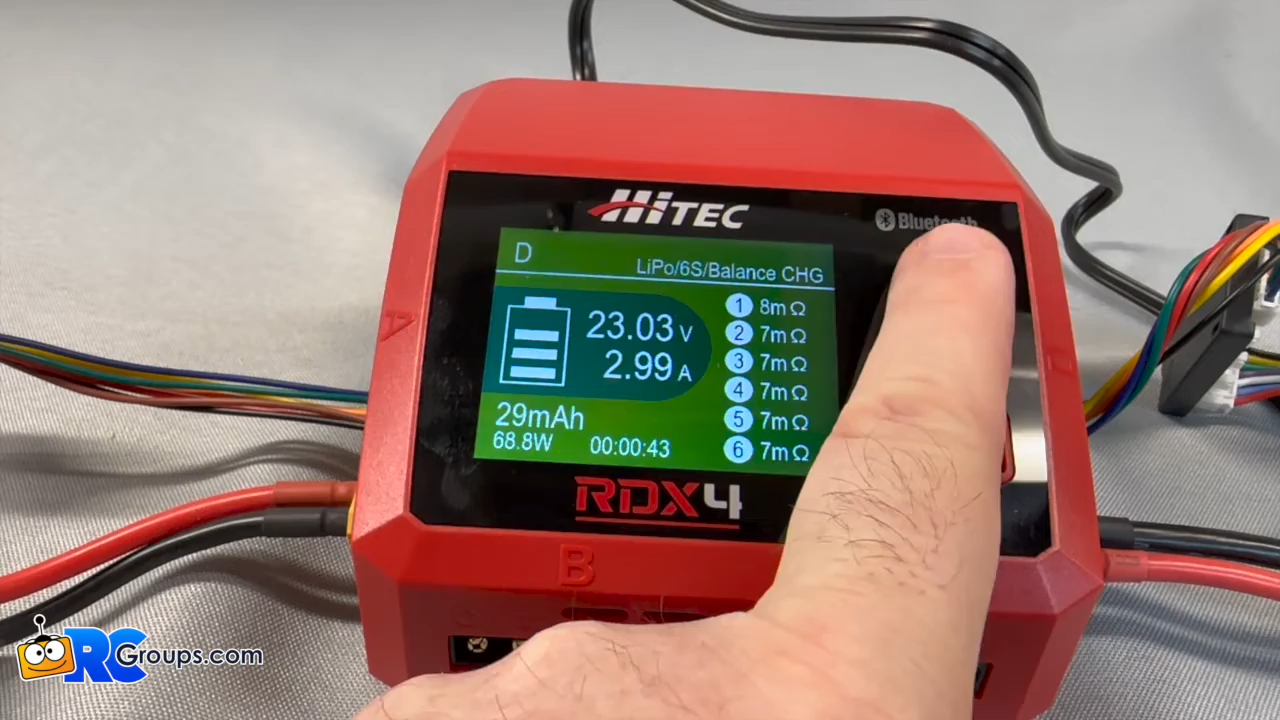 HiTEC
Bluetooth
D
LiPo/6S/Balance CHG
23.03 V
2.99 A
29mAh
68.8W 00:00:43
1 8mΩ
2 7mΩ
3 7mΩ
4 7mΩ
5 7mΩ
6 7mΩ
RDX4
B
RCGroups.com